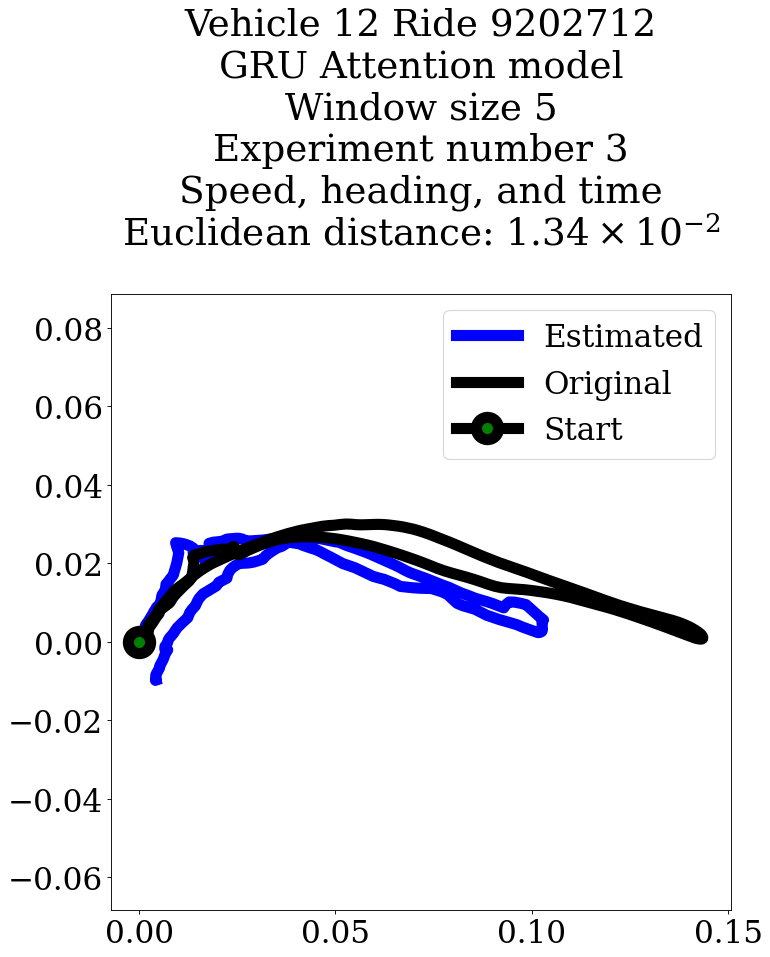 Vehicle 12 Ride 9202712
GRU Attention model
Window size 5
Experiment number 3
Speed, heading, and time
Euclidean distance: 1.34 × 10⁻²
Estimated
Original
Start
0.08
0.06
0.04
0.02
0.00
−0.02
−0.04
−0.06
0.00 0.05 0.10 0.15